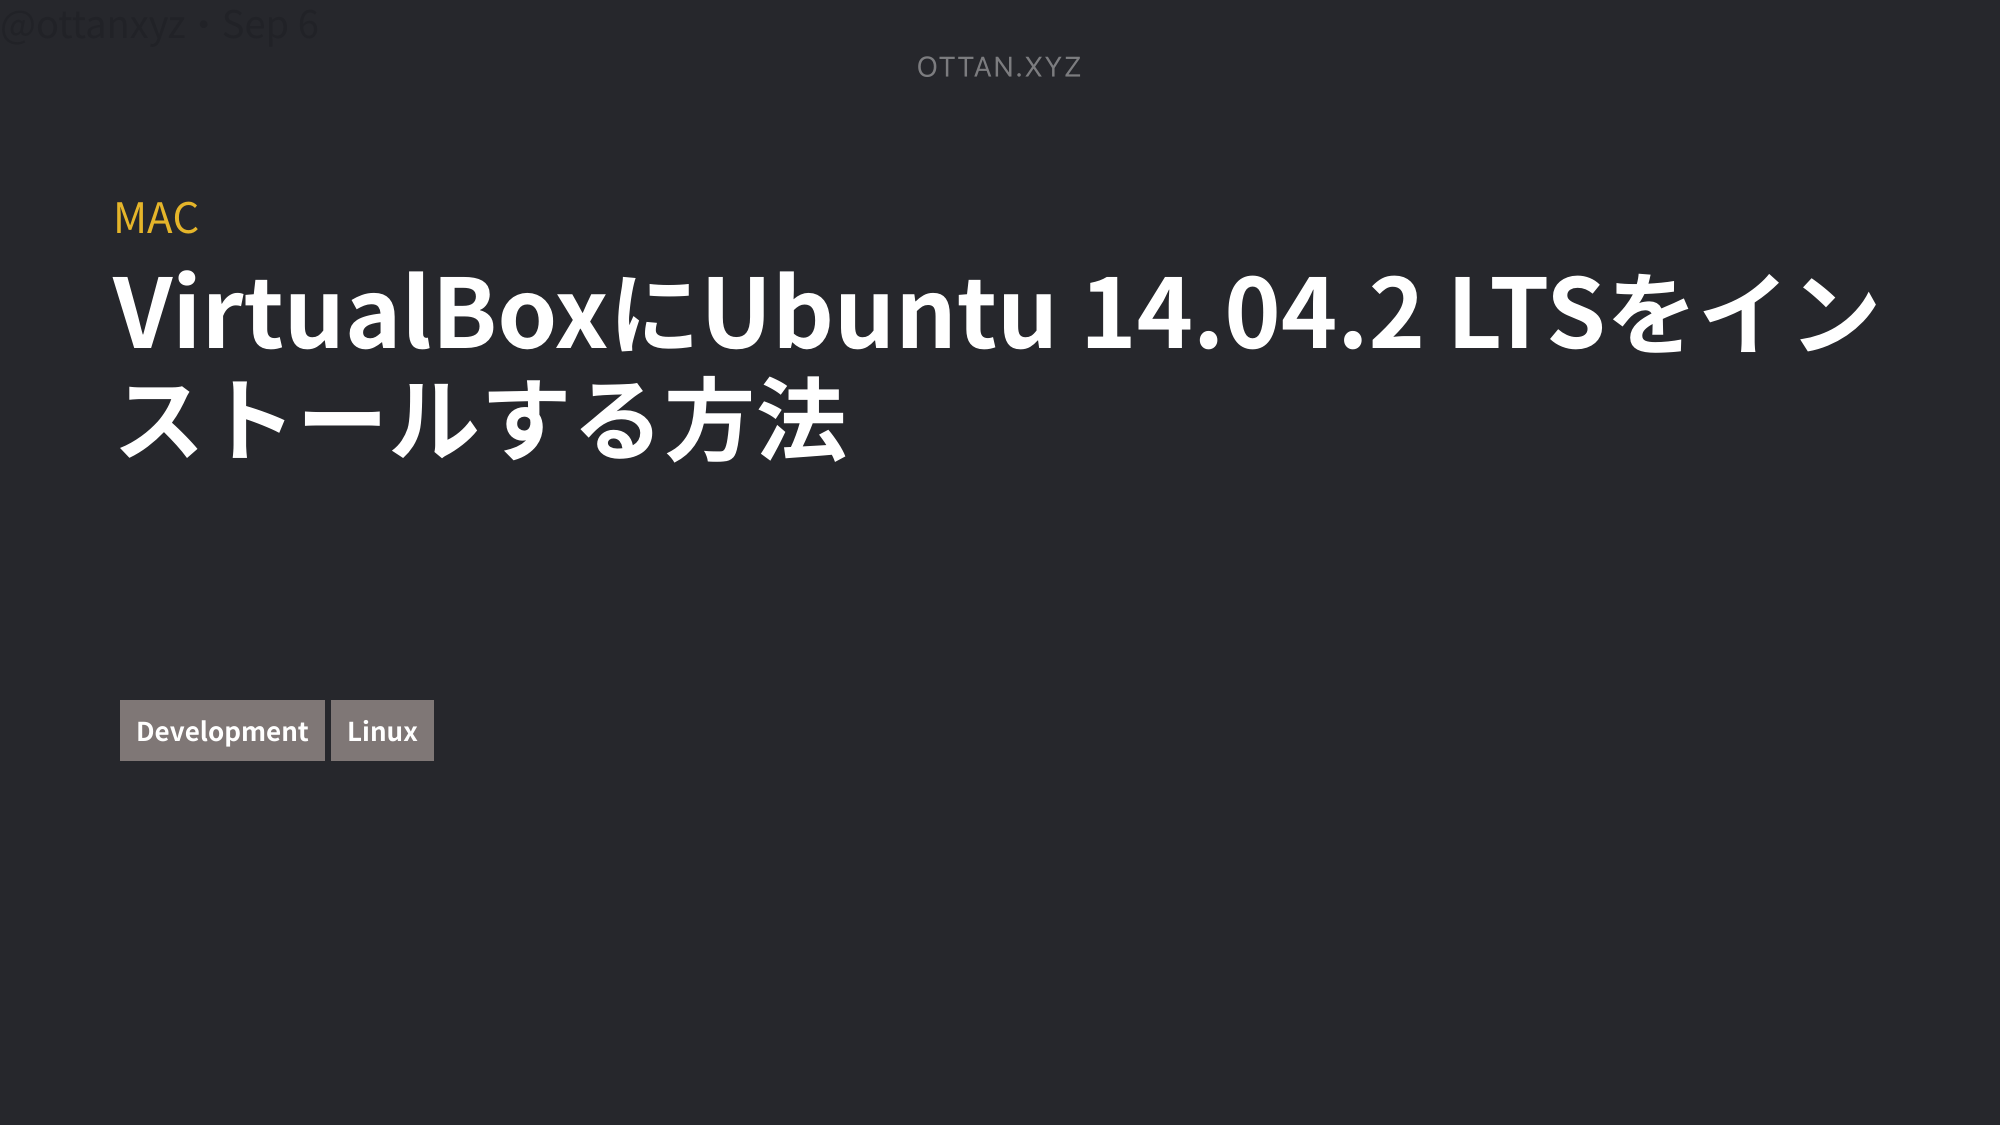 @ottanxyz・Sep 6
OTTAN.XYZ
MAC
VirtualBoxにUbuntu 14.04.2 LTSをイン
ストールする方法
Development Linux